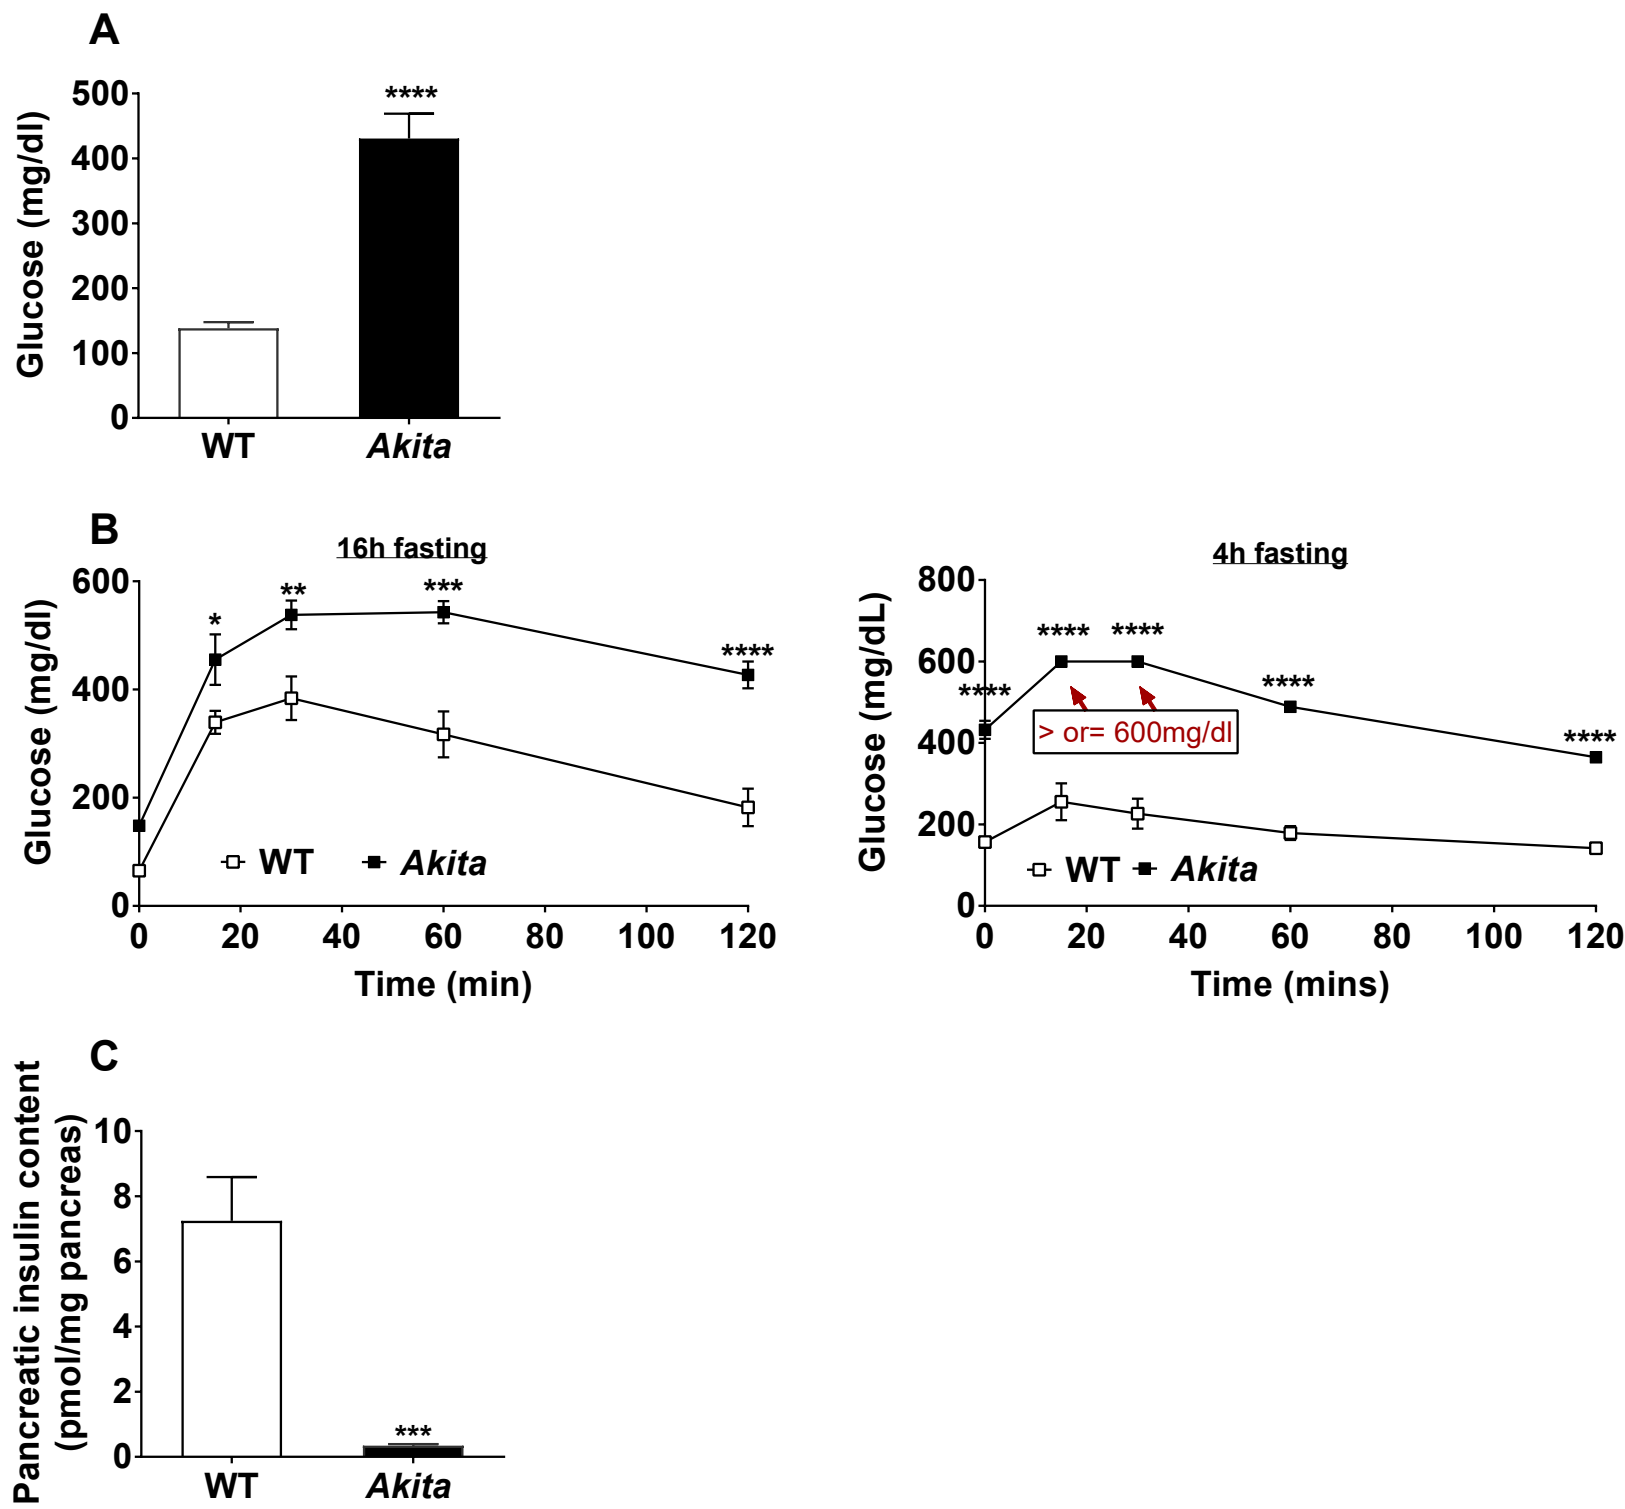 A
Glucose (mg/dl)
500
400
300
200
100
0
****
WT
Akita
B
16h fasting
Glucose (mg/dl)
600
400
200
0
*
**
***
****
WT
Akita
0 20 40 60 80 100 120
Time (min)
4h fasting
Glucose (mg/dL)
800
600
400
200
0
****
****
****
****
****
> or= 600mg/dl
WT
Akita
0 20 40 60 80 100 120
Time (mins)
C
Pancreatic insulin content
(pmol/mg pancreas)
10
8
6
4
2
0
***
WT
Akita